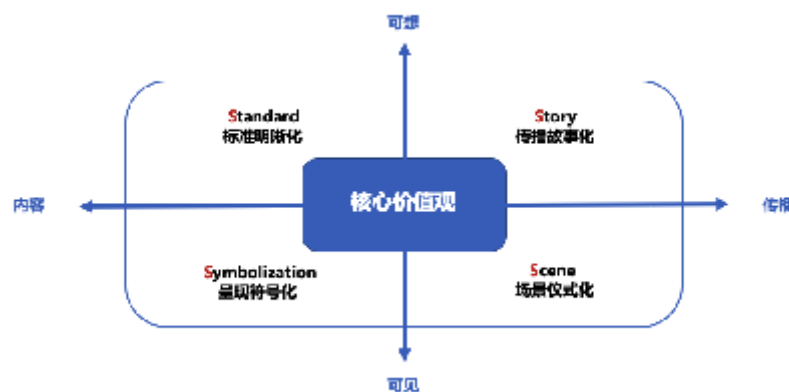 可想
Standard
标准明晰化
Story
传播故事化
内容
核心价值观
传播
Symbolization
呈现符号化
Scene
场景仪式化
可见